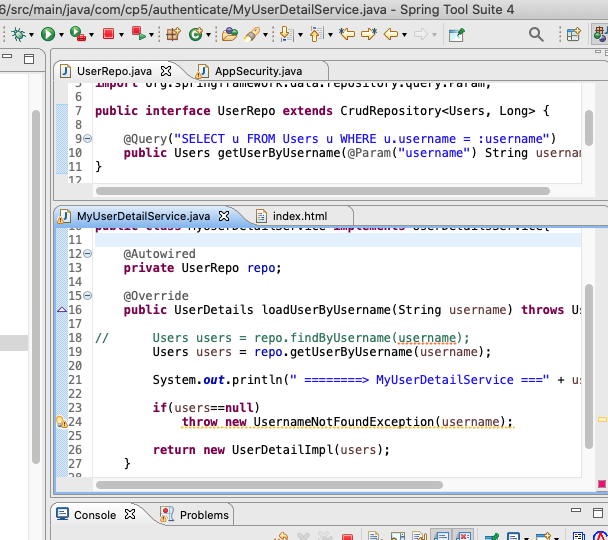 6/src/main/java/com/cp5/authenticate/MyUserDetailService.java - Spring Tool Suite 4
UserRepo.java AppSecurity.java
import org.springframework.data.repository.query.Param;
6
7 public interface UserRepo extends CrudRepository<Users, Long> {
8
9 @Query("SELECT u FROM Users u WHERE u.username = :username")
10 public Users getUserByUsername(@Param("username") String usernam
11 }
12
MyUserDetailService.java index.html
10 public class MyUserDetailService implements UserDetailsService{
11
12 @Autowired
13 private UserRepo repo;
14
15 @Override
16 public UserDetails loadUserByUsername(String username) throws Us
17
18 // Users users = repo.findByUsername(username);
19 Users users = repo.getUserByUsername(username);
20
21 System.out.println(" ========> MyUserDetailService ===" + us
22
23 if(users==null)
24 throw new UsernameNotFoundException(username);
25
26 return new UserDetailImpl(users);
27 }
28
Console Problems